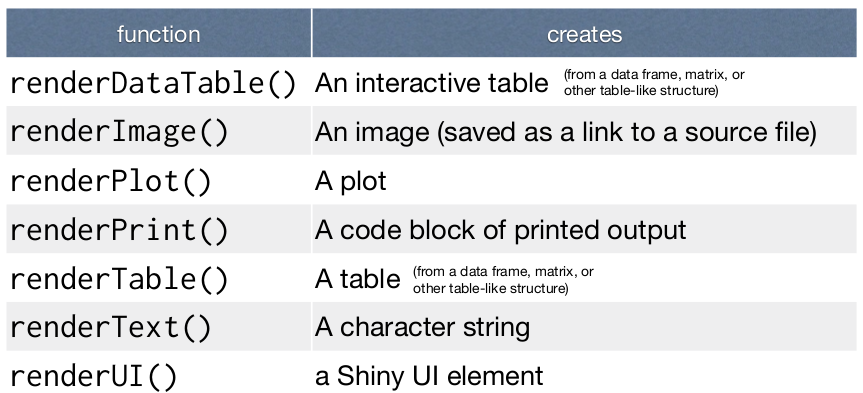 function creates
renderDataTable() An interactive table (from a data frame, matrix, or
other table-like structure)
renderImage() An image (saved as a link to a source file)
renderPlot() A plot
renderPrint() A code block of printed output
renderTable() A table (from a data frame, matrix, or
other table-like structure)
renderText() A character string
renderUI() a Shiny UI element